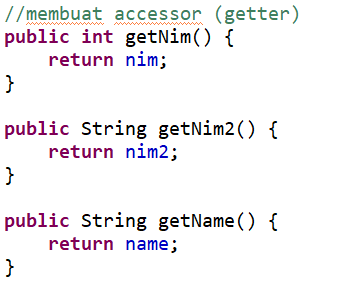 //membuat accessor (getter)
public int getNim() {
    return nim;
}

public String getNim2() {
    return nim2;
}

public String getName() {
    return name;
}